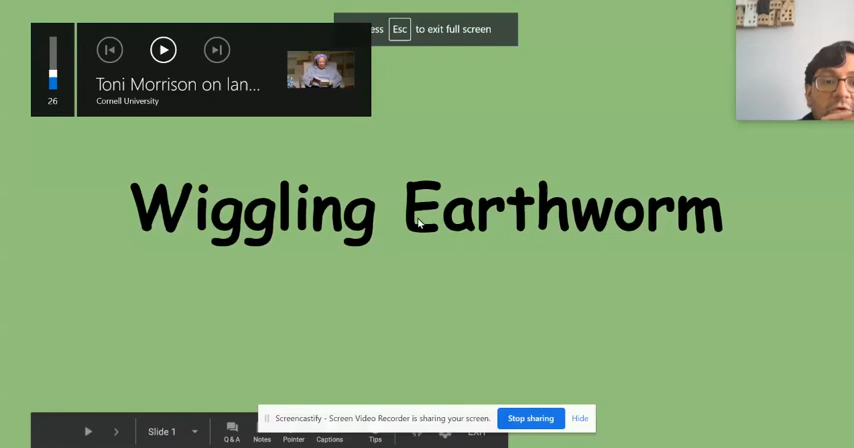 ess Esc to exit full screen
Toni Morrison on lan...
Cornell University
26
Wiggling Earthworm
Screencastify - Screen Video Recorder is sharing your screen.
Stop sharing
Hide
Slide 1
Q & A
Notes
Pointer
Captions
Tips
EXIT